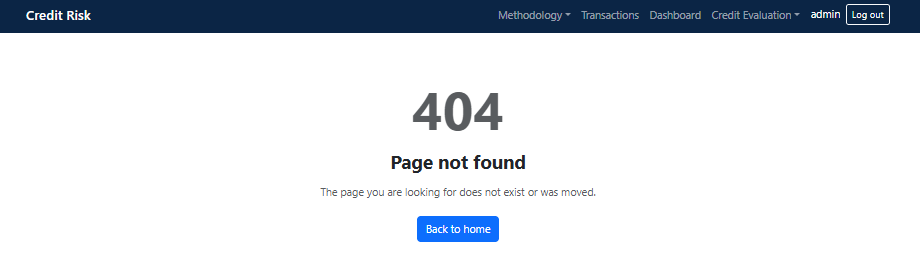 Credit Risk Methodology Transactions Dashboard Credit Evaluation admin Log out
404
Page not found
The page you are looking for does not exist or was moved.
Back to home